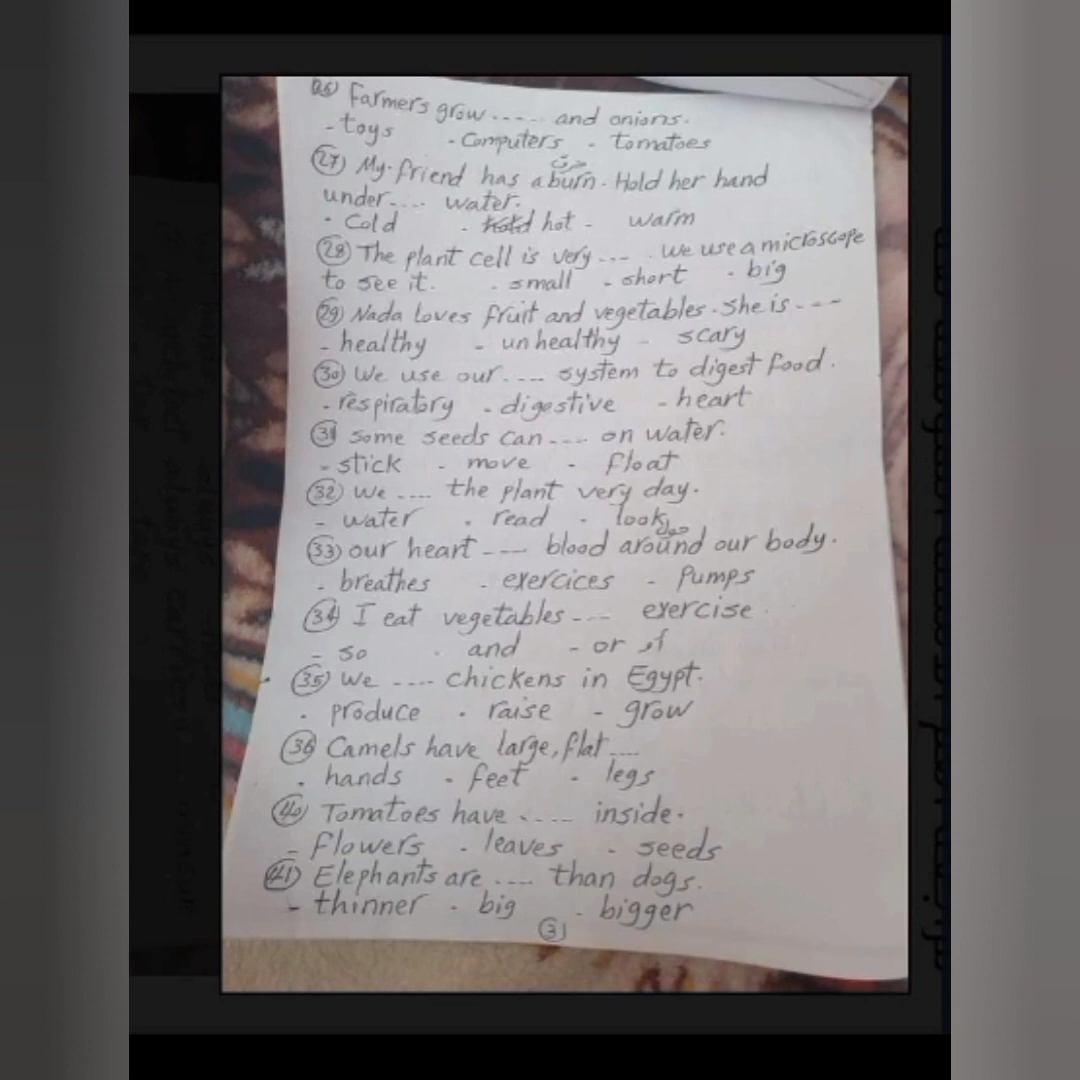 26) Farmers grow ..... and onions.
- toys - Computers - tomatoes
حرق
27) My friend has a burn. Hold her hand
under .... water.
- Cold - hot - warm
28) The plant cell is very .... . we use a microscope
to see it. - small - short - big
29) Nada loves fruit and vegetables. She is ----
- healthy - unhealthy - scary
30) We use our .... system to digest food.
- respiratory - digestive - heart
31) some seeds can .... on water.
- stick - move - float
32) We .... the plant very day.
- water - read - look
حول
33) our heart ---- blood around our body.
- breathes - exercices - Pumps
34) I eat vegetables --- exercise.
- so - and - or أو
35) We .... chickens in Egypt.
- produce - raise - grow
36 Camels have large, flat ....
- hands - feet - legs
40) Tomatoes have ..... inside.
- flowers - leaves - seeds
41) Elephants are .... than dogs.
- thinner - big - bigger
3